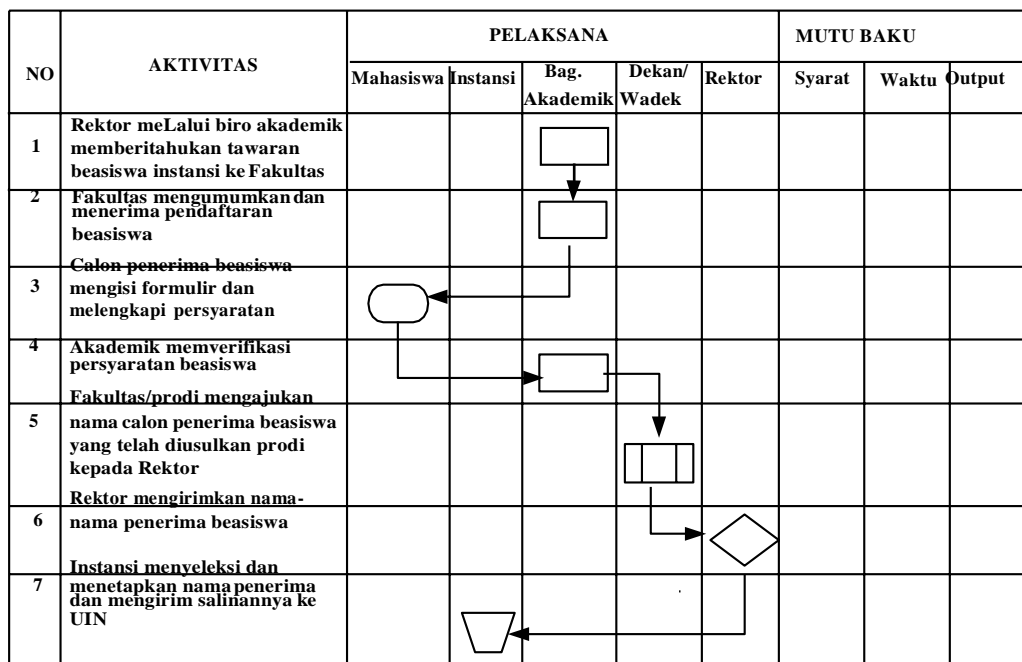 NO
AKTIVITAS
PELAKSANA
MUTU BAKU
Mahasiswa
Instansi
Bag.
Akademik
Dekan/
Wadek
Rektor
Syarat
Waktu
Output
1
Rektor meLalui biro akademik
memberitahukan tawaran
beasiswa instansi ke Fakultas
2
Fakultas mengumumkan dan
menerima pendaftaran
beasiswa
3
Calon penerima beasiswa
mengisi formulir dan
melengkapi persyaratan
4
Akademik memverifikasi
persyaratan beasiswa
5
Fakultas/prodi mengajukan
nama calon penerima beasiswa
yang telah diusulkan prodi
kepada Rektor
6
Rektor mengirimkan nama-
nama penerima beasiswa
7
Instansi menyeleksi dan
menetapkan nama penerima
dan mengirim salinannya ke
UIN